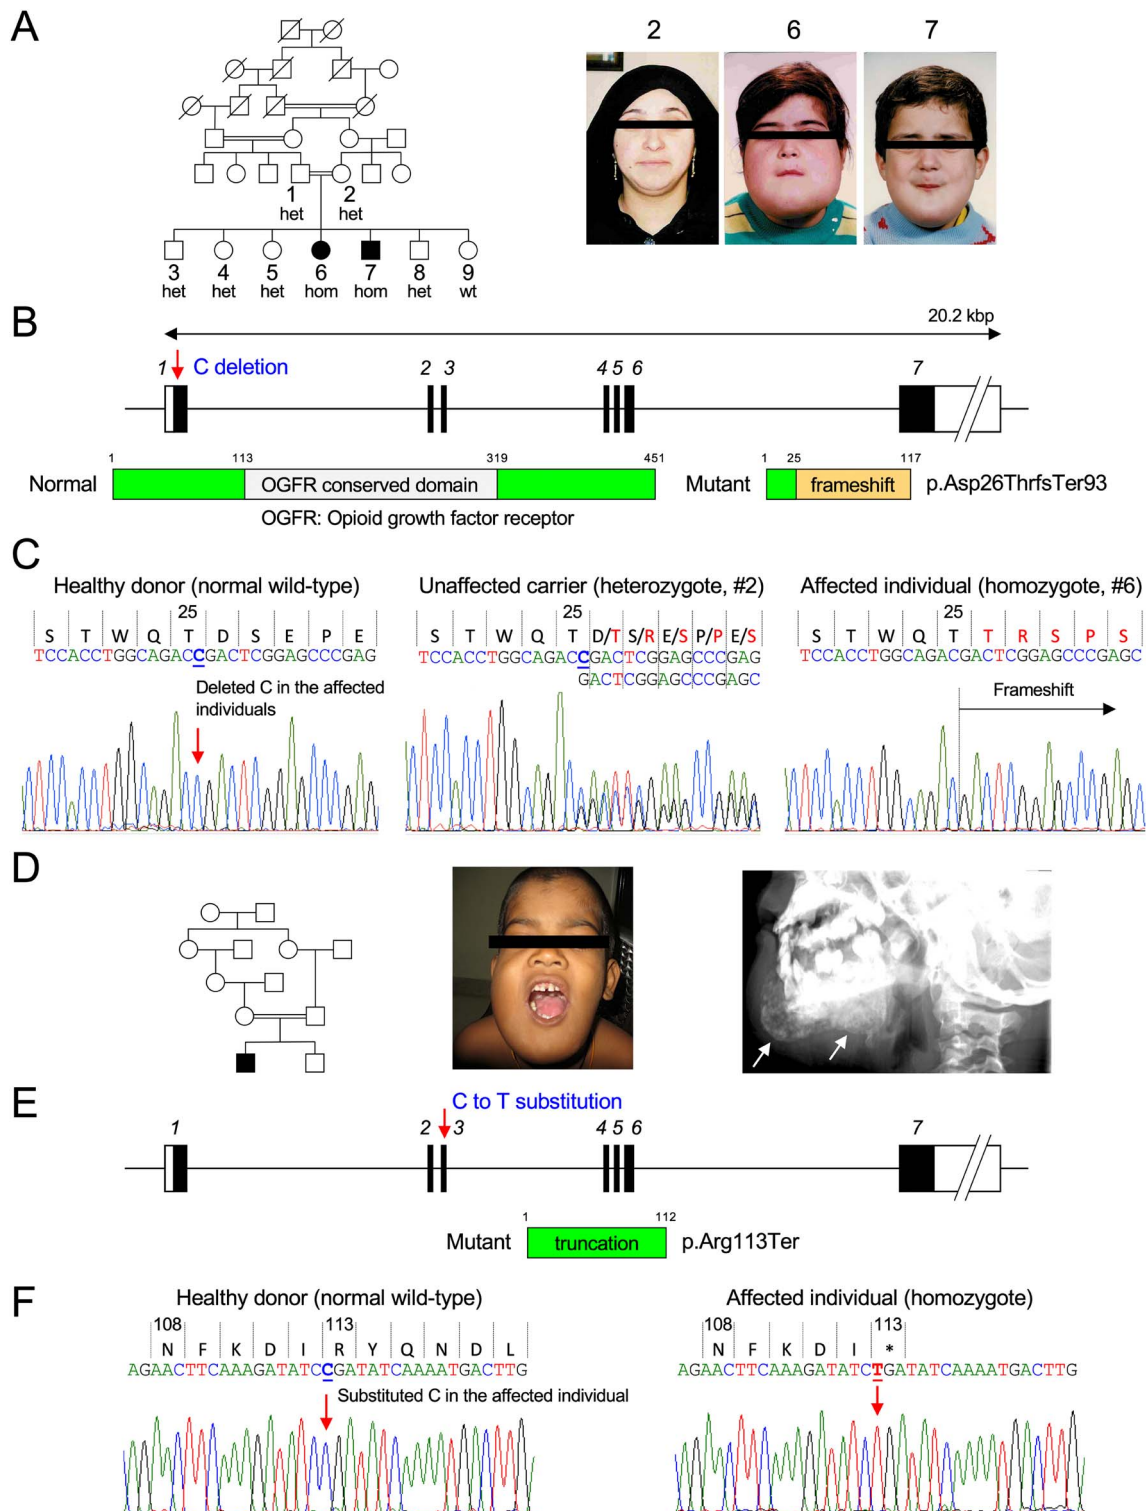 A
2 6 7
1 2
het het
3 4 5 6 7 8 9
het het het hom hom het wt
B
20.2 kbp
1 C deletion 2 3 4 5 6 7
1 113 319 451 1 25 117
Normal OGFR conserved domain Mutant frameshift p.Asp26ThrfsTer93
OGFR: Opioid growth factor receptor
C
Healthy donor (normal wild-type) Unaffected carrier (heterozygote, #2) Affected individual (homozygote, #6)
25 25 25
S T W Q T D S E P E S T W Q T D/T S/R E/S P/P E/S S T W Q T T R S P S
TCCACCTGGCAGACCGACTCGGAGCCCGAG TCCACCTGGCAGACCGACTCGGAGCCCGAG TCCACCTGGCAGACGACTCGGAGCCCGAGC
GACTCGGAGCCCGAGC
Deleted C in the affected
individuals
Frameshift
D
E
C to T substitution
1 2 3 4 5 6 7
1 112
Mutant truncation p.Arg113Ter
F
Healthy donor (normal wild-type) Affected individual (homozygote)
108 113 108 113
N F K D I R Y Q N D L N F K D I *
AGAACTTCAAAGATATCCGATATCAAAATGACTTG AGAACTTCAAAGATATCTGATATCAAAATGACTTG
Substituted C in the affected individual